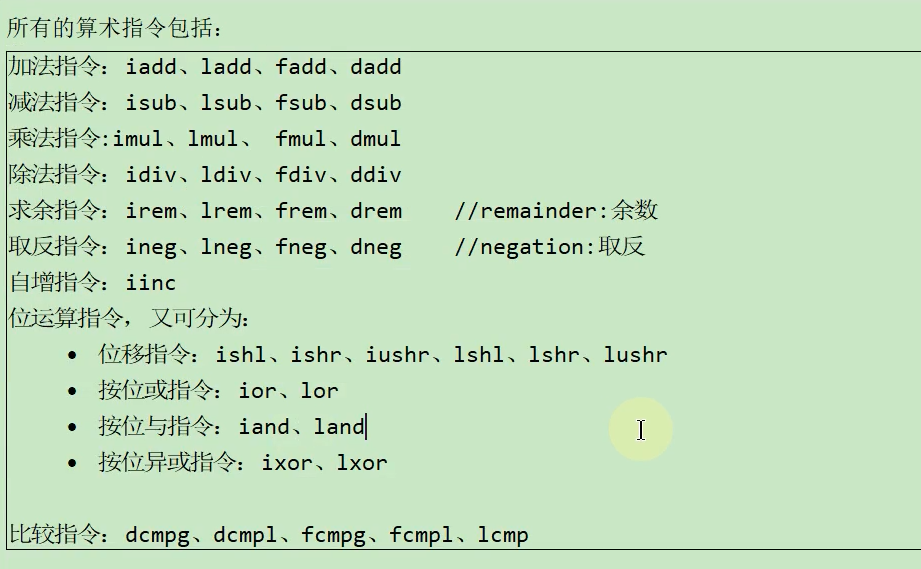 所有的算术指令包括：
加法指令：iadd、ladd、fadd、dadd
减法指令：isub、lsub、fsub、dsub
乘法指令:imul、lmul、 fmul、dmul
除法指令：idiv、ldiv、fdiv、ddiv
求余指令：irem、lrem、frem、drem    //remainder:余数
取反指令：ineg、lneg、fneg、dneg    //negation:取反
自增指令：iinc
位运算指令，又可分为：
• 位移指令：ishl、ishr、iushr、lshl、lshr、lushr
• 按位或指令：ior、lor
• 按位与指令：iand、land
• 按位异或指令：ixor、lxor
比较指令：dcmpg、dcmpl、fcmpg、fcmpl、lcmp